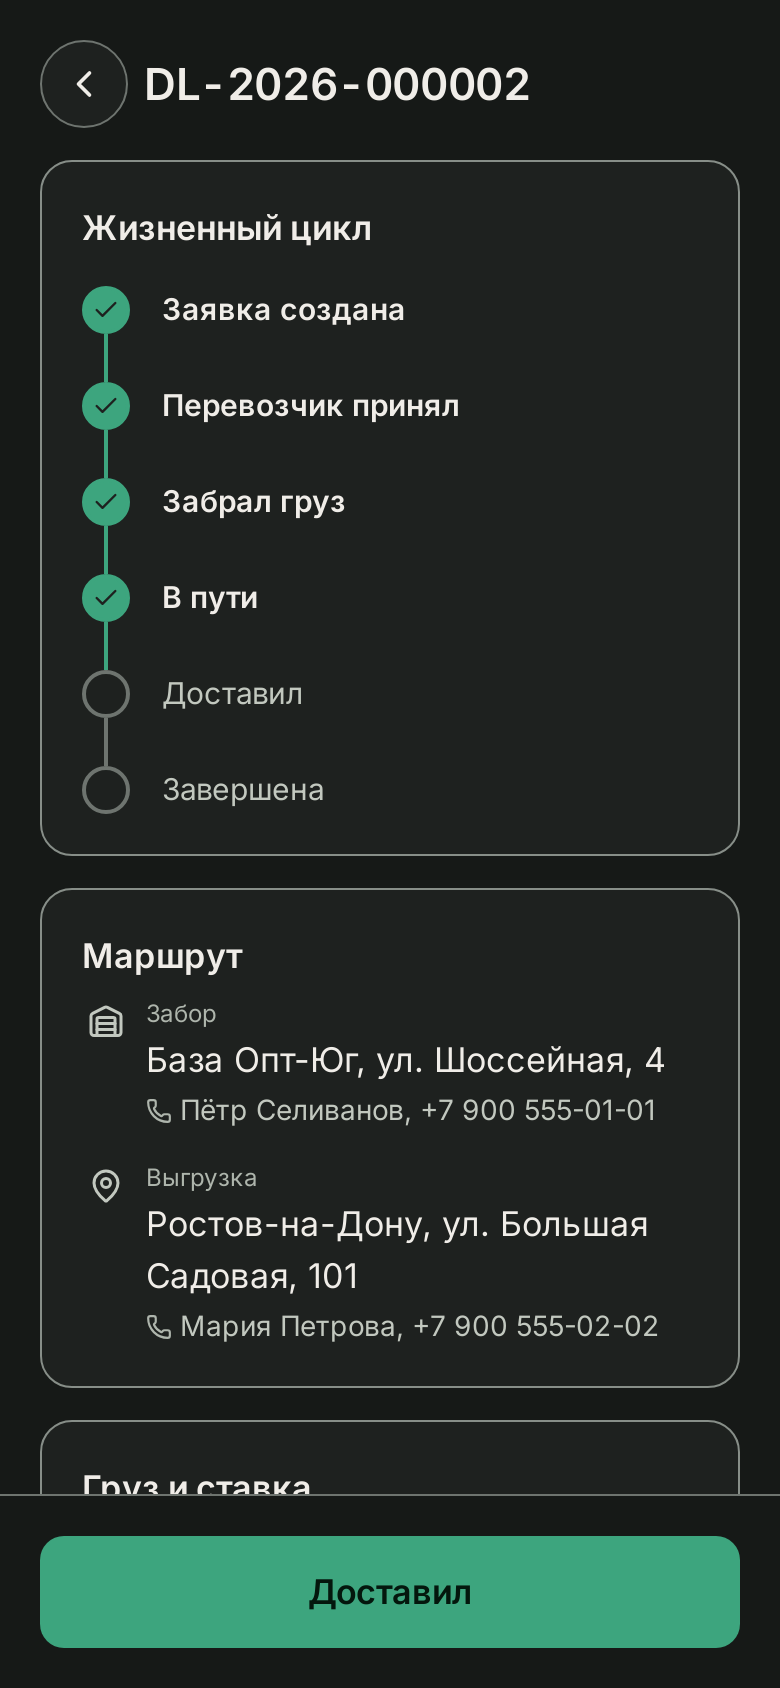 DL-2026-000002
Жизненный цикл
Заявка создана
Перевозчик принял
Забрал груз
В пути
Доставил
Завершена
Маршрут
Забор
База Опт-Юг, ул. Шоссейная, 4
Пётр Селиванов, +7 900 555-01-01
Выгрузка
Ростов-на-Дону, ул. Большая
Садовая, 101
Мария Петрова, +7 900 555-02-02
Груз и ставка
Доставил